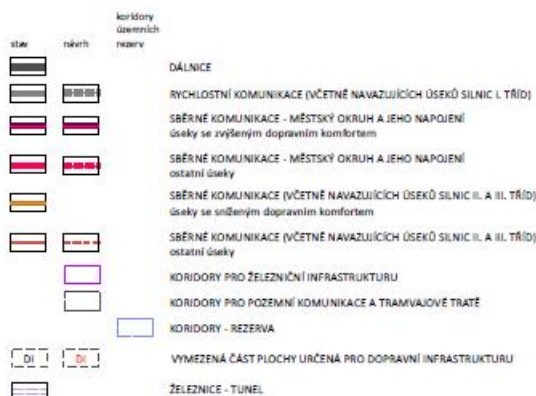 koridory
územních
stav návrh rezerv
DÁLNICE
RYCHLOSTNÍ KOMUNIKACE (VČETNĚ NAVAZUJÍCÍCH ÚSEKŮ SILNIC I. TŘÍD)
SBĚRNÉ KOMUNIKACE - MĚSTSKÝ OKRUH A JEHO NAPOJENÍ
úseky se zvýšeným dopravním komfortem
SBĚRNÉ KOMUNIKACE - MĚSTSKÝ OKRUH A JEHO NAPOJENÍ
ostatní úseky
SBĚRNÉ KOMUNIKACE (VČETNĚ NAVAZUJÍCÍCH ÚSEKŮ SILNIC II. A III. TŘÍD)
úseky se sníženým dopravním komfortem
SBĚRNÉ KOMUNIKACE (VČETNĚ NAVAZUJÍCÍCH ÚSEKŮ SILNIC II. A III. TŘÍD)
ostatní úseky
KORIDORY PRO ŽELEZNIČNÍ INFRASTRUKTURU
KORIDORY PRO POZEMNÍ KOMUNIKACE A TRAMVAJOVÉ TRATĚ
KORIDORY - REZERVA
DI DI VYMEZENÁ ČÁST PLOCHY URČENÁ PRO DOPRAVNÍ INFRASTRUKTURU
ŽELEZNICE - TUNEL